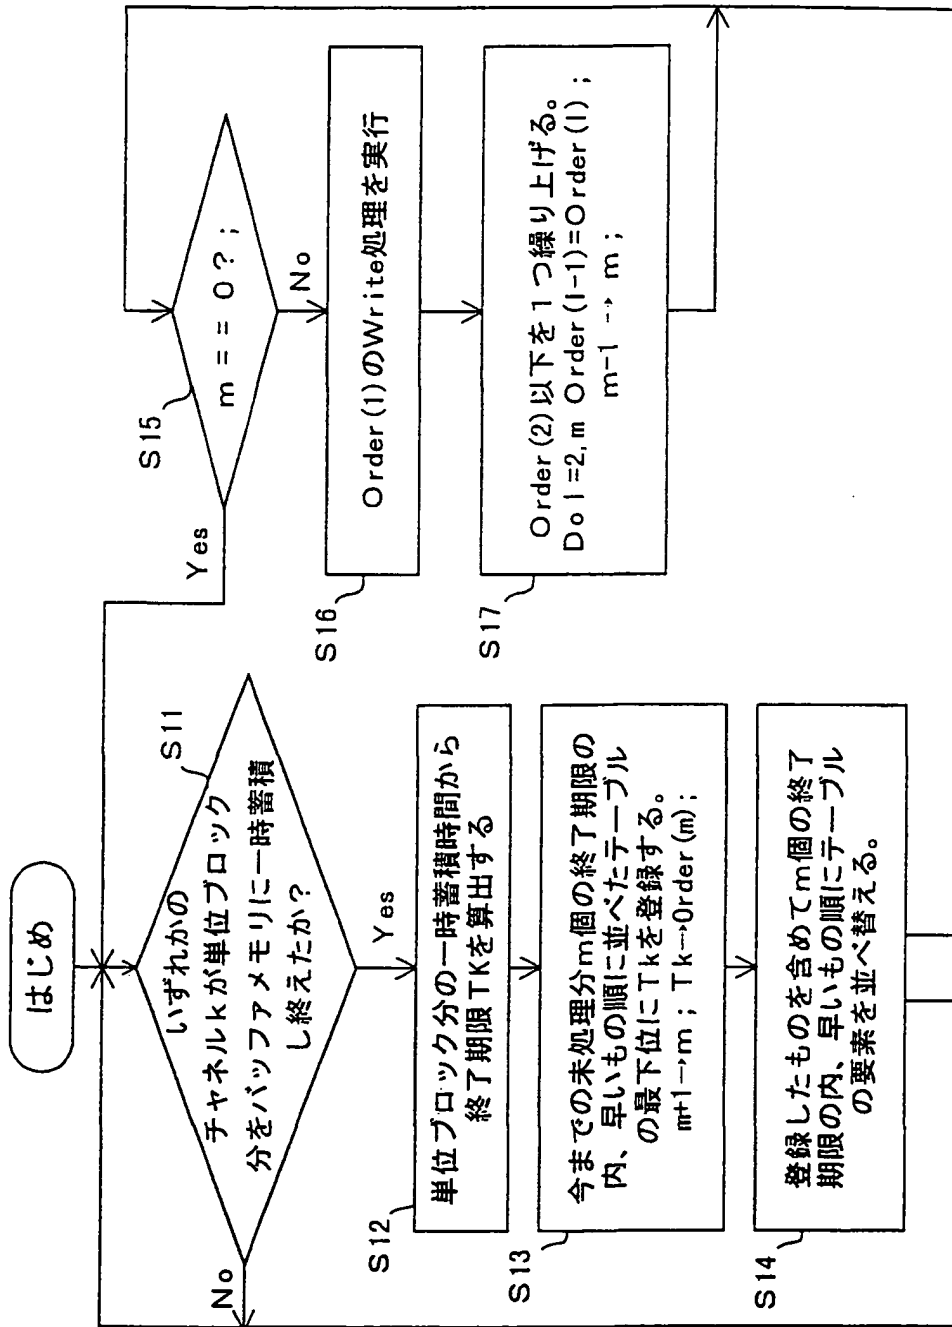 はじめ
S11
いずれかの
チャネルkが単位ブロック
分をバッファメモリに一時蓄積
し終えたか?
No
Yes
S12
単位ブロック分の一時蓄積時間から
終了期限TKを算出する
S13
今までの未処理分m個の終了期限の
内、早いもの順に並べたテーブル
の最下位にTkを登録する。
m+1→m; Tk→Order(m);
S14
登録したものを含めてm個の終了
期限の内、早いもの順にテーブル
の要素を並べ替える。
S15
m==0?;
Yes
No
S16
Order(1)のWrite処理を実行
S17
Order(2)以下を1つ繰り上げる。
Do l=2,m Order(l-1)=Order(l);
m-1→m;